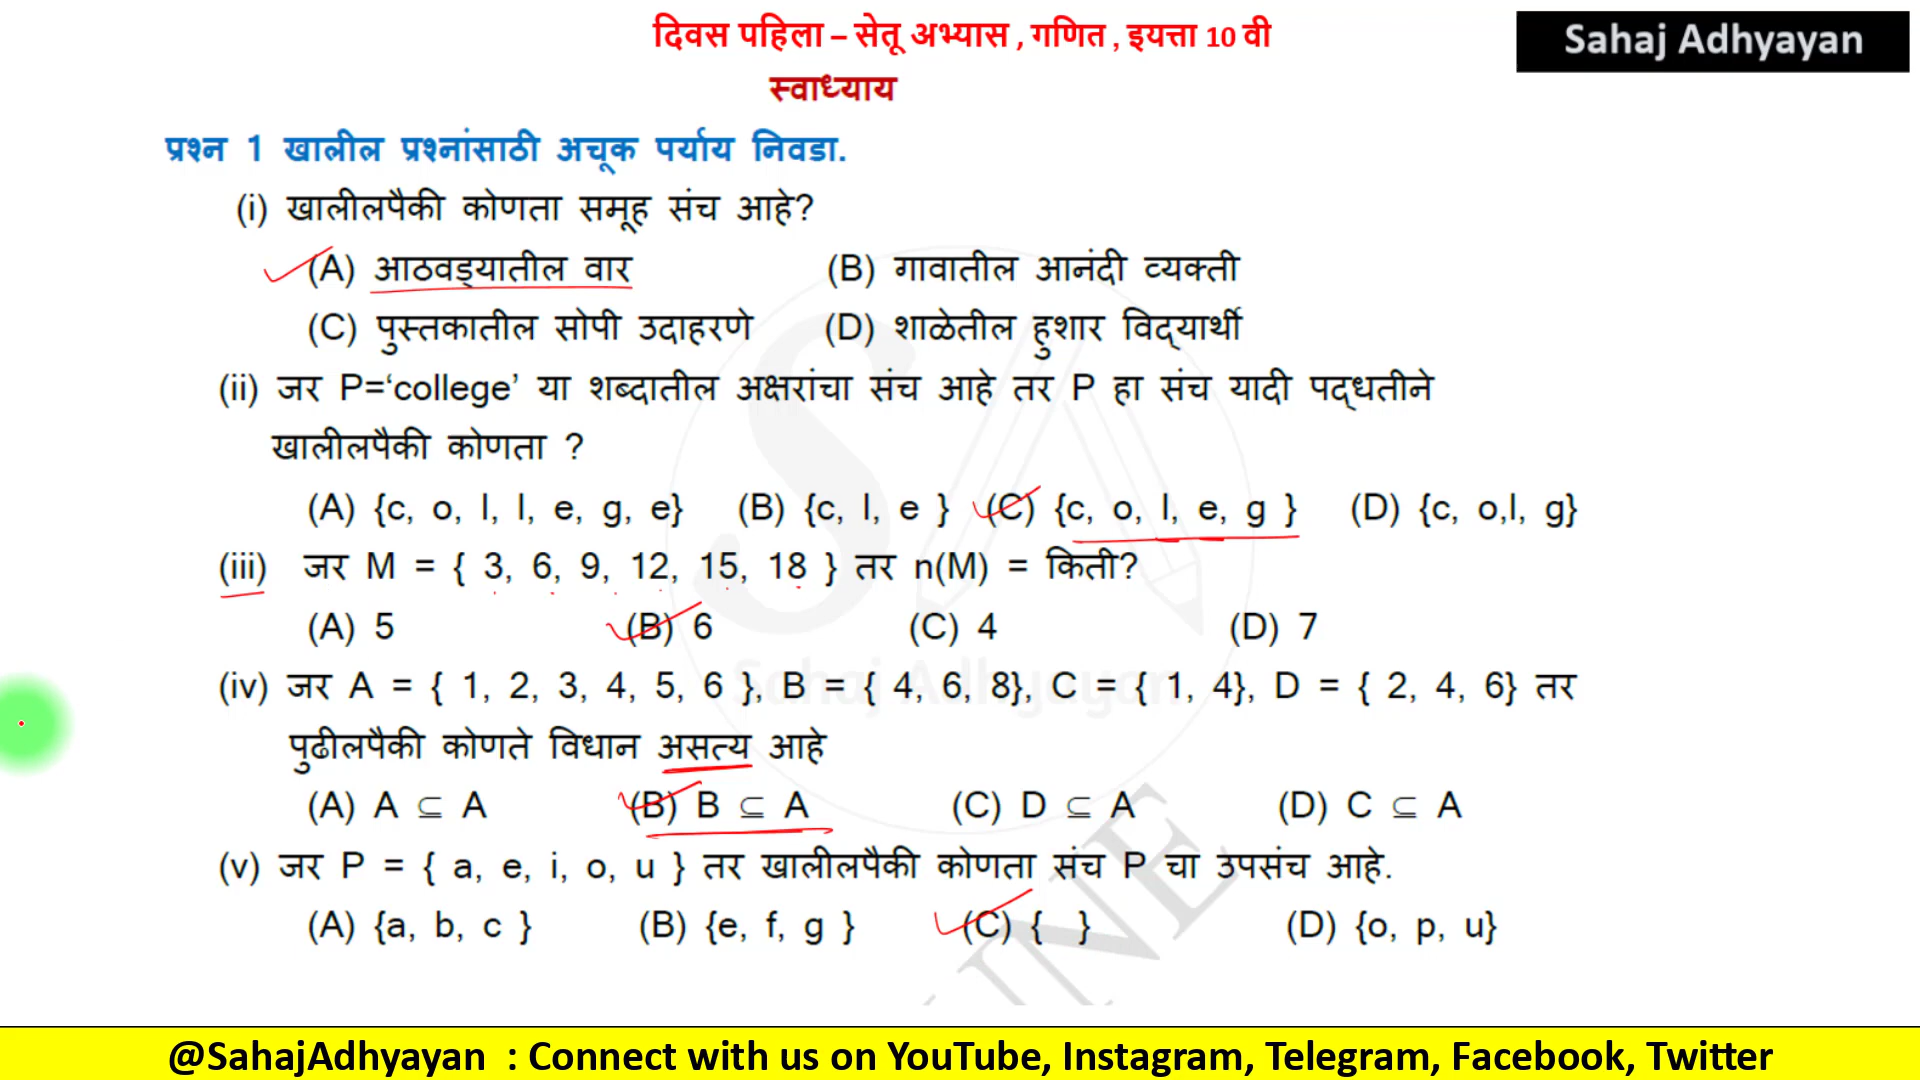 दिवस पहिला – सेतू अभ्यास , गणित , इयत्ता 10 वी
Sahaj Adhyayan
स्वाध्याय
प्रश्न 1 खालील प्रश्नांसाठी अचूक पर्याय निवडा.
(i) खालीलपैकी कोणता समूह संच आहे?
(A) आठवड्यातील वार (B) गावातील आनंदी व्यक्ती
(C) पुस्तकातील सोपी उदाहरणे (D) शाळेतील हुशार विद्यार्थी
(ii) जर P=‘college’ या शब्दातील अक्षरांचा संच आहे तर P हा संच यादी पद्धतीने
खालीलपैकी कोणता ?
(A) {c, o, l, l, e, g, e} (B) {c, l, e } (C) {c, o, l, e, g } (D) {c, o,l, g}
(iii) जर M = { 3, 6, 9, 12, 15, 18 } तर n(M) = किती?
(A) 5 (B) 6 (C) 4 (D) 7
Sahaj Adhyayan
(iv) जर A = { 1, 2, 3, 4, 5, 6 }, B = { 4, 6, 8}, C = { 1, 4}, D = { 2, 4, 6} तर
पुढीलपैकी कोणते विधान असत्य आहे
(A) A ⊆ A (B) B ⊆ A (C) D ⊆ A (D) C ⊆ A
(v) जर P = { a, e, i, o, u } तर खालीलपैकी कोणता संच P चा उपसंच आहे.
(A) {a, b, c } (B) {e, f, g } (C) { } (D) {o, p, u}
@SahajAdhyayan : Connect with us on YouTube, Instagram, Telegram, Facebook, Twitter